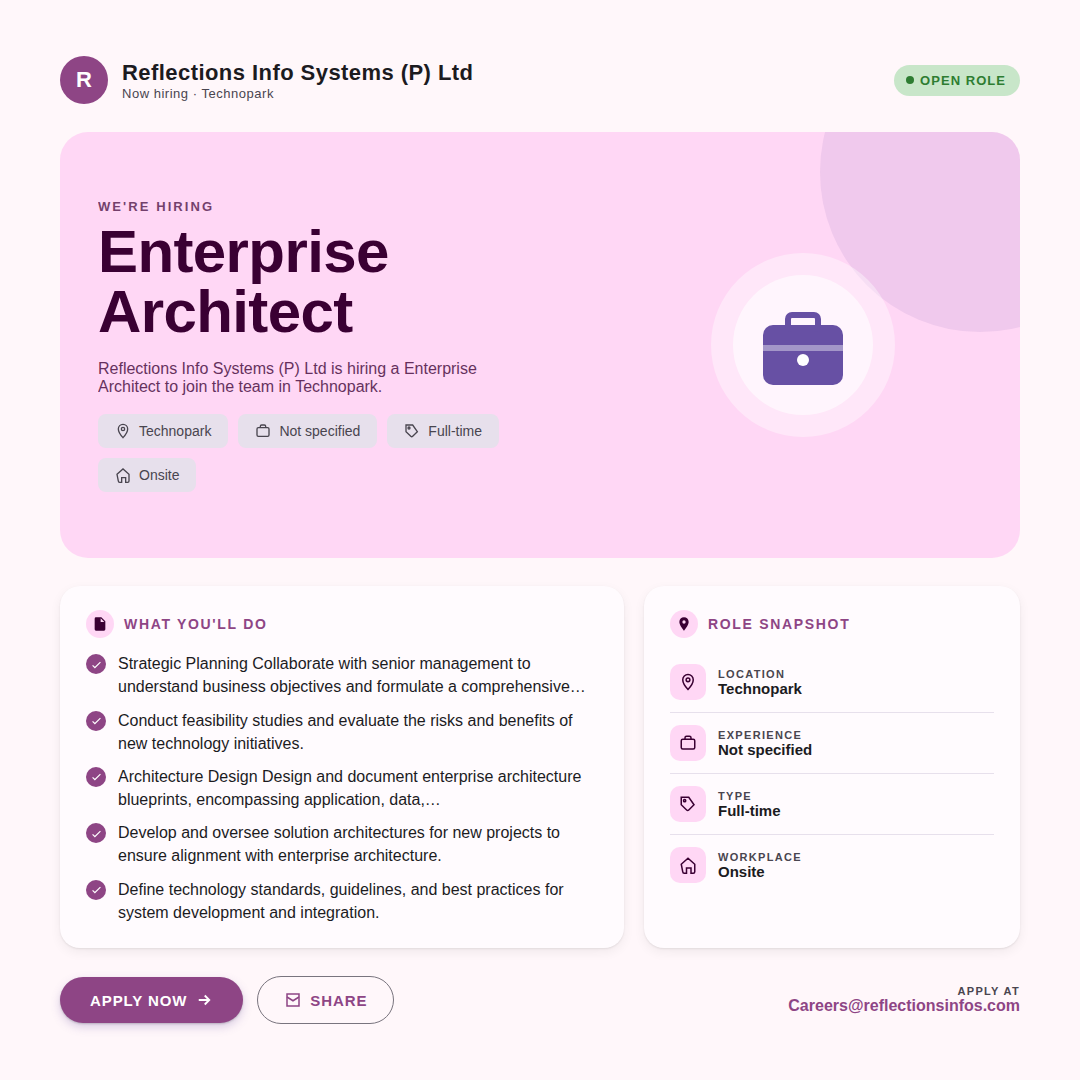 R
Reflections Info Systems (P) Ltd
Now hiring · Technopark
OPEN ROLE
WE'RE HIRING
Enterprise
Architect
Reflections Info Systems (P) Ltd is hiring a Enterprise
Architect to join the team in Technopark.
Technopark
Not specified
Full-time
Onsite
WHAT YOU'LL DO
Strategic Planning Collaborate with senior management to
understand business objectives and formulate a comprehensive…
Conduct feasibility studies and evaluate the risks and benefits of
new technology initiatives.
Architecture Design Design and document enterprise architecture
blueprints, encompassing application, data,…
Develop and oversee solution architectures for new projects to
ensure alignment with enterprise architecture.
Define technology standards, guidelines, and best practices for
system development and integration.
ROLE SNAPSHOT
LOCATION
Technopark
EXPERIENCE
Not specified
TYPE
Full-time
WORKPLACE
Onsite
APPLY NOW
SHARE
APPLY AT
Careers@reflectionsinfos.com